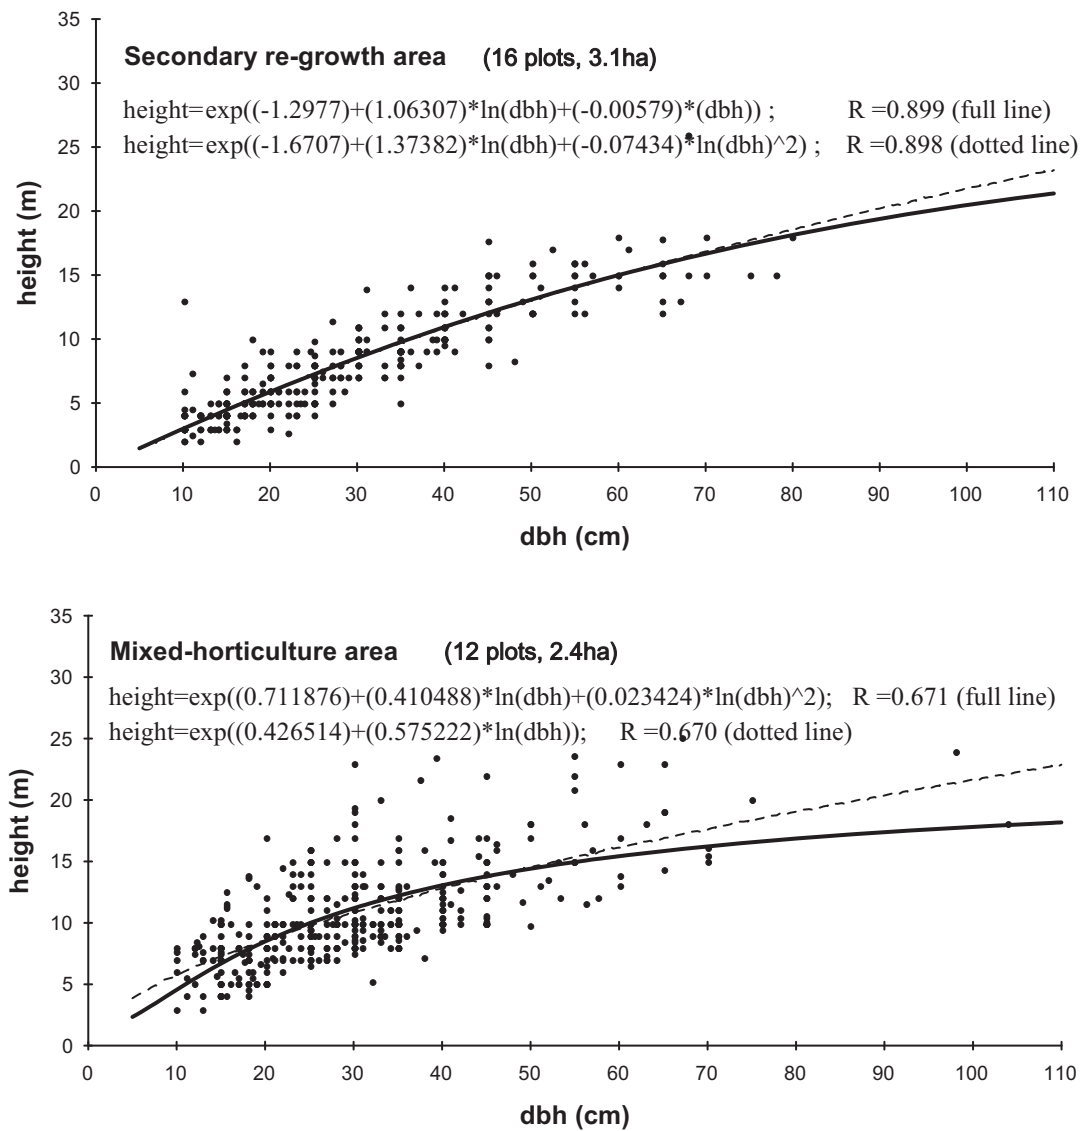 35
Secondary re-growth area (16 plots, 3.1ha)
30
height=exp((-1.2977)+(1.06307)*ln(dbh)+(-0.00579)*(dbh)) ; R =0.899 (full line)
height=exp((-1.6707)+(1.37382)*ln(dbh)+(-0.07434)*ln(dbh)^2) ; R =0.898 (dotted line)
25
20
15
10
5
0
height (m)
0 10 20 30 40 50 60 70 80 90 100 110
dbh (cm)
35
Mixed-horticulture area (12 plots, 2.4ha)
30
height=exp((0.711876)+(0.410488)*ln(dbh)+(0.023424)*ln(dbh)^2); R =0.671 (full line)
height=exp((0.426514)+(0.575222)*ln(dbh)); R =0.670 (dotted line)
25
20
15
10
5
0
height (m)
0 10 20 30 40 50 60 70 80 90 100 110
dbh (cm)